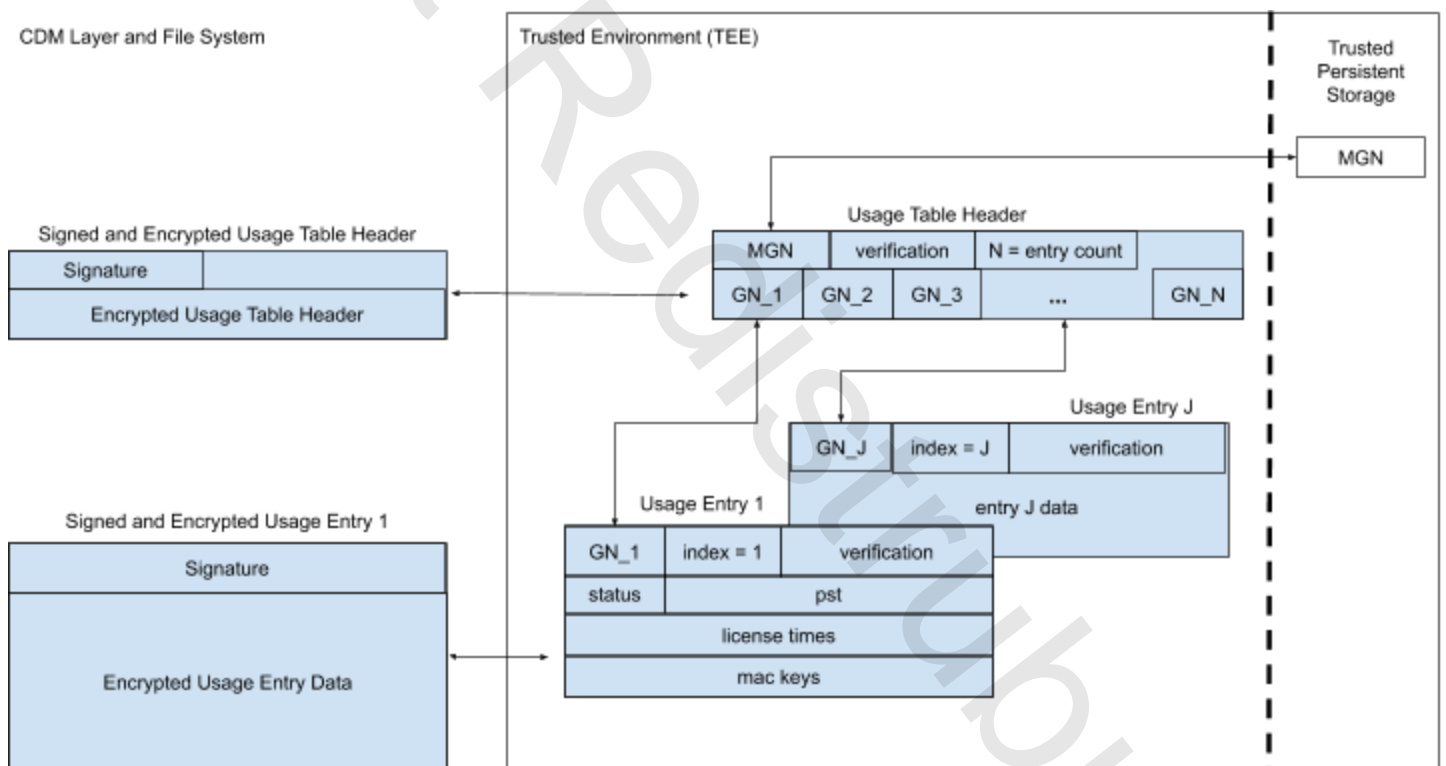 CDM Layer and File System
Trusted Environment (TEE)
Trusted
Persistent
Storage
MGN
Usage Table Header
MGN verification N = entry count
GN_1 GN_2 GN_3 ... GN_N
Signed and Encrypted Usage Table Header
Signature
Encrypted Usage Table Header
Usage Entry J
GN_J index = J verification
entry J data
Usage Entry 1
GN_1 index = 1 verification
status pst
license times
mac keys
Signed and Encrypted Usage Entry 1
Signature
Encrypted Usage Entry Data
Redistrub